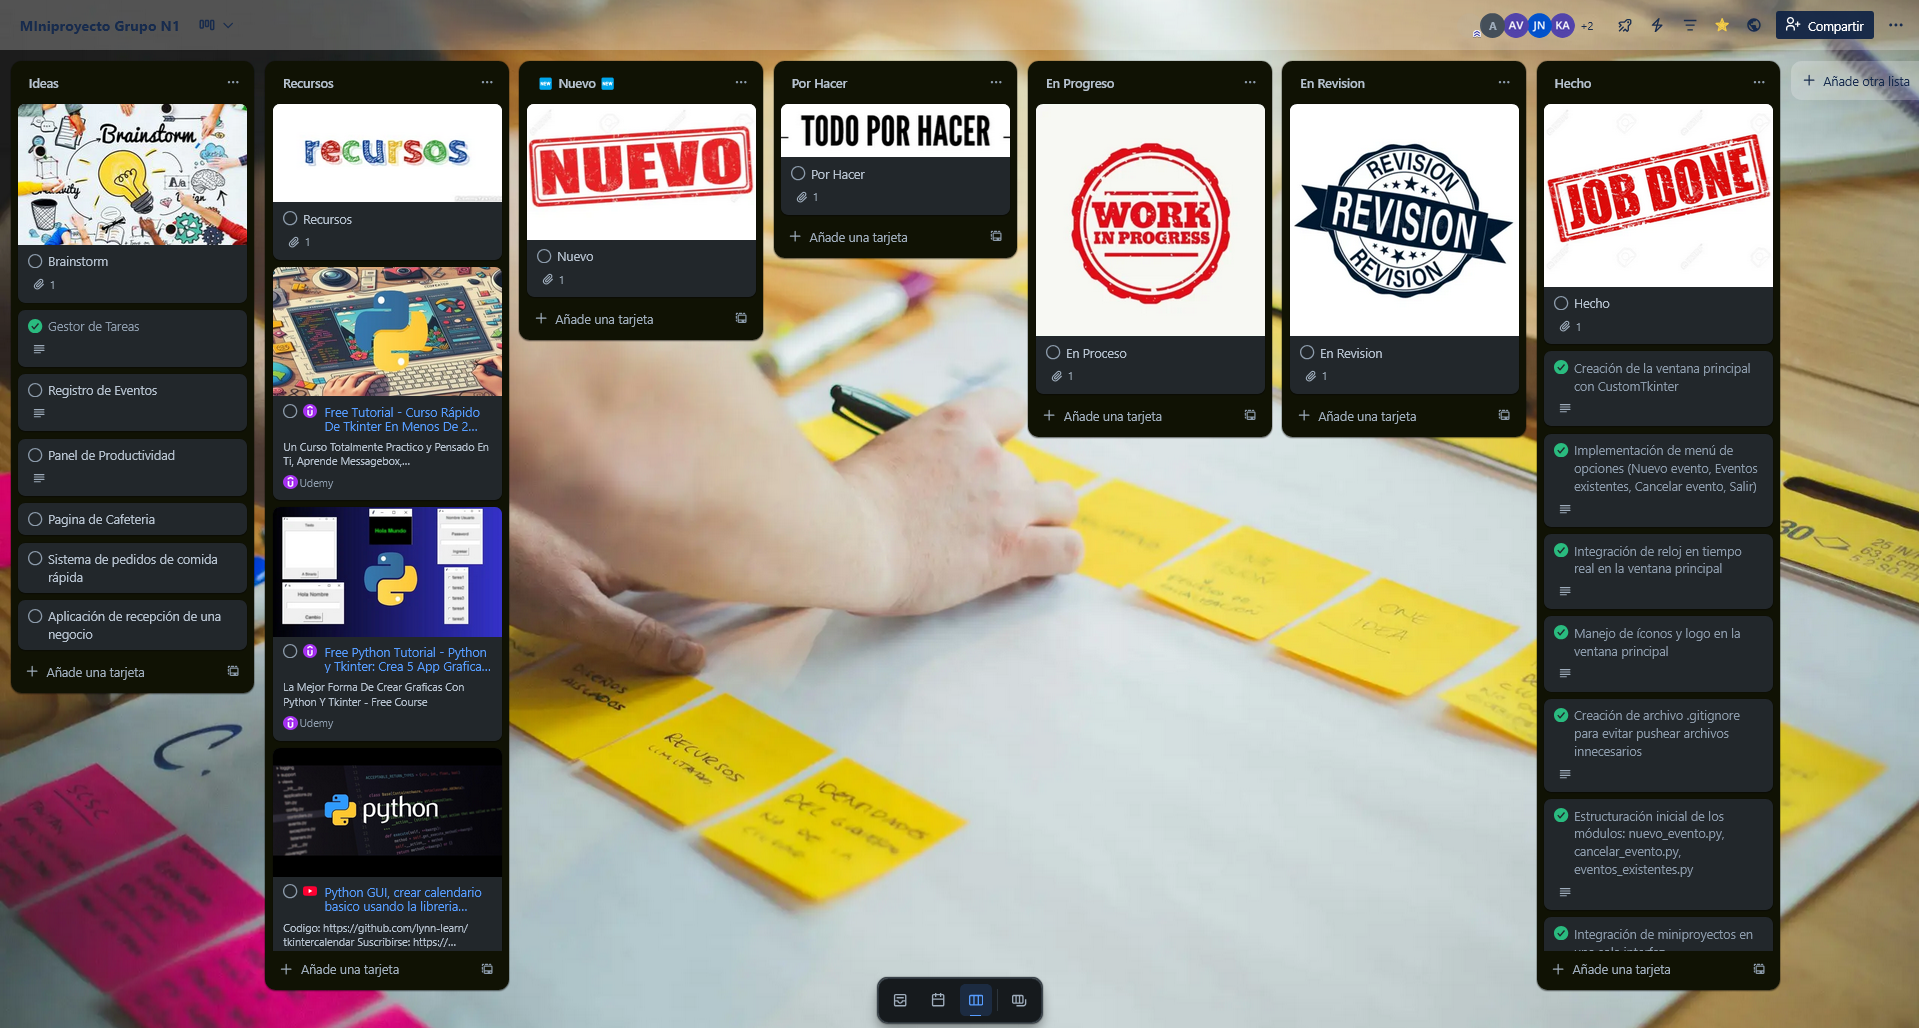 MIniproyecto Grupo N1
A
AV
JN
KA
+2
Compartir
Ideas
Brainstorm
Brainstorm
1
Gestor de Tareas
Registro de Eventos
Panel de Productividad
Pagina de Cafeteria
Sistema de pedidos de comida
rápida
Aplicación de recepción de una
negocio
Añade una tarjeta
Recursos
recursos
Recursos
1
Free Tutorial - Curso Rápido
De Tkinter En Menos De 2...
Un Curso Totalmente Practico y Pensado En
Ti, Aprende Messagebox,...
Udemy
Hola Mundo
Hola Nombre
Free Python Tutorial - Python
y Tkinter: Crea 5 App Grafica...
La Mejor Forma De Crear Graficas Con
Python Y Tkinter - Free Course
Udemy
python
Python GUI, crear calendario
basico usando la libreria...
Codigo: https://github.com/lynn-learn/
tkintercalendar Suscribirse: https://...
Añade una tarjeta
Nuevo
NUEVO
Nuevo
1
Añade una tarjeta
Por Hacer
TODO POR HACER
Por Hacer
1
Añade una tarjeta
En Progreso
WORK
IN PROGRESS
En Proceso
1
Añade una tarjeta
En Revision
REVISION
REVISION
REVISION
En Revision
1
Añade una tarjeta
Hecho
JOB DONE
Hecho
1
Creación de la ventana principal
con CustomTkinter
Implementación de menú de
opciones (Nuevo evento, Eventos
existentes, Cancelar evento, Salir)
Integración de reloj en tiempo
real en la ventana principal
Manejo de íconos y logo en la
ventana principal
Creación de archivo .gitignore
para evitar pushear archivos
innecesarios
Estructuración inicial de los
módulos: nuevo_evento.py,
cancelar_evento.py,
eventos_existentes.py
Integración de miniproyectos en
Añade una tarjeta
Añade otra lista
ONE
IDEA
DISEÑOS
AISLADOS
RECURSOS
LIMITADOS
IDENTIDADES